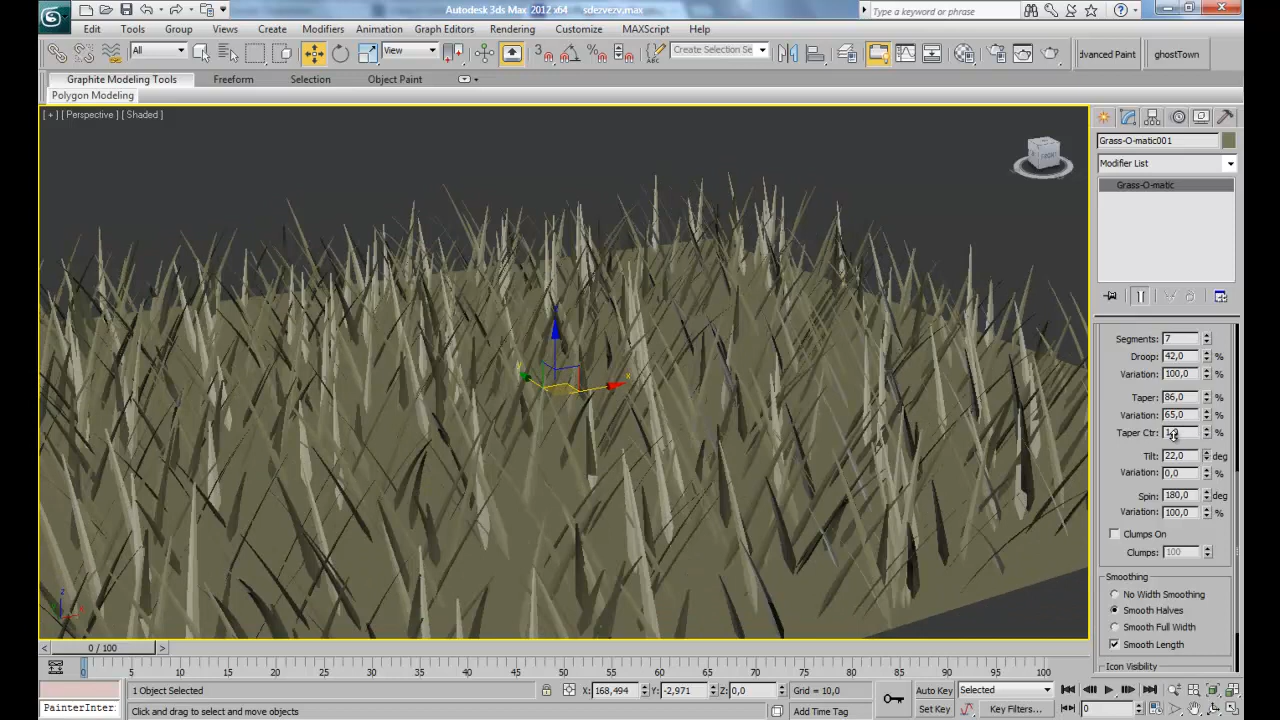 Autodesk 3ds Max 2012 x64 sdezvezv.max
Type a keyword or phrase
Edit Tools Group Views Create Modifiers Animation Graph Editors Rendering Customize MAXScript Help
All View Create Selection Se dvanced Paint ghostTown
Graphite Modeling Tools Freeform Selection Object Paint
Polygon Modeling
[ + ] [ Perspective ] [ Shaded ]
FRONT
Grass-O-matic001
Modifier List
Grass-O-matic
Segments: 7
Droop: 42,0 %
Variation: 100,0 %
Taper: 86,0 %
Variation: 65,0 %
Taper Ctr: %
Tilt: 22,0 deg
Variation: 0,0 %
Spin: 180,0 deg
Variation: 100,0 %
Clumps On
Clumps: 100
Smoothing
No Width Smoothing
Smooth Halves
Smooth Full Width
Smooth Length
Icon Visibility
x
z
0 / 100
0 5 10 15 20 25 30 35 40 45 50 55 60 65 70 75 80 85 90 95 100
1 Object Selected X: 168,494 Y: -2,971 Z: 0,0 Grid = 10,0 Auto Key Selected
PainterInter: Click and drag to select and move objects Add Time Tag Set Key Key Filters... 0